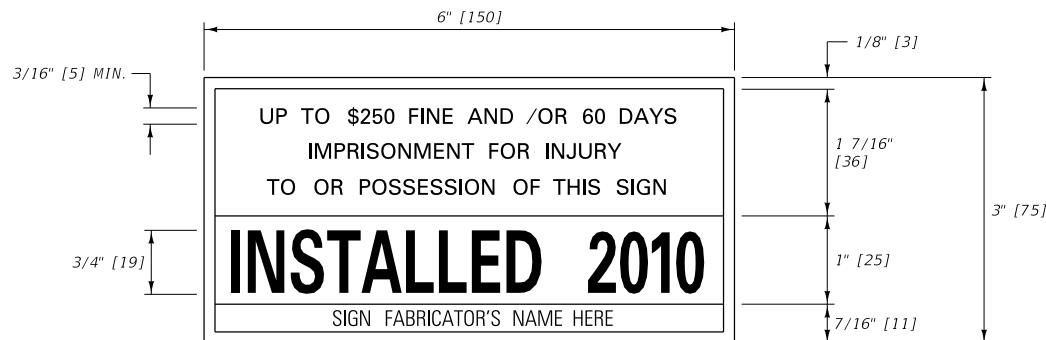 6" [150]
1/8" [3]
3/16" [5] MIN.
UP TO $250 FINE AND /OR 60 DAYS
IMPRISONMENT FOR INJURY
TO OR POSSESSION OF THIS SIGN
1 7/16"
[36]
3" [75]
INSTALLED 2010
3/4" [19]
1" [25]
SIGN FABRICATOR'S NAME HERE
7/16" [11]